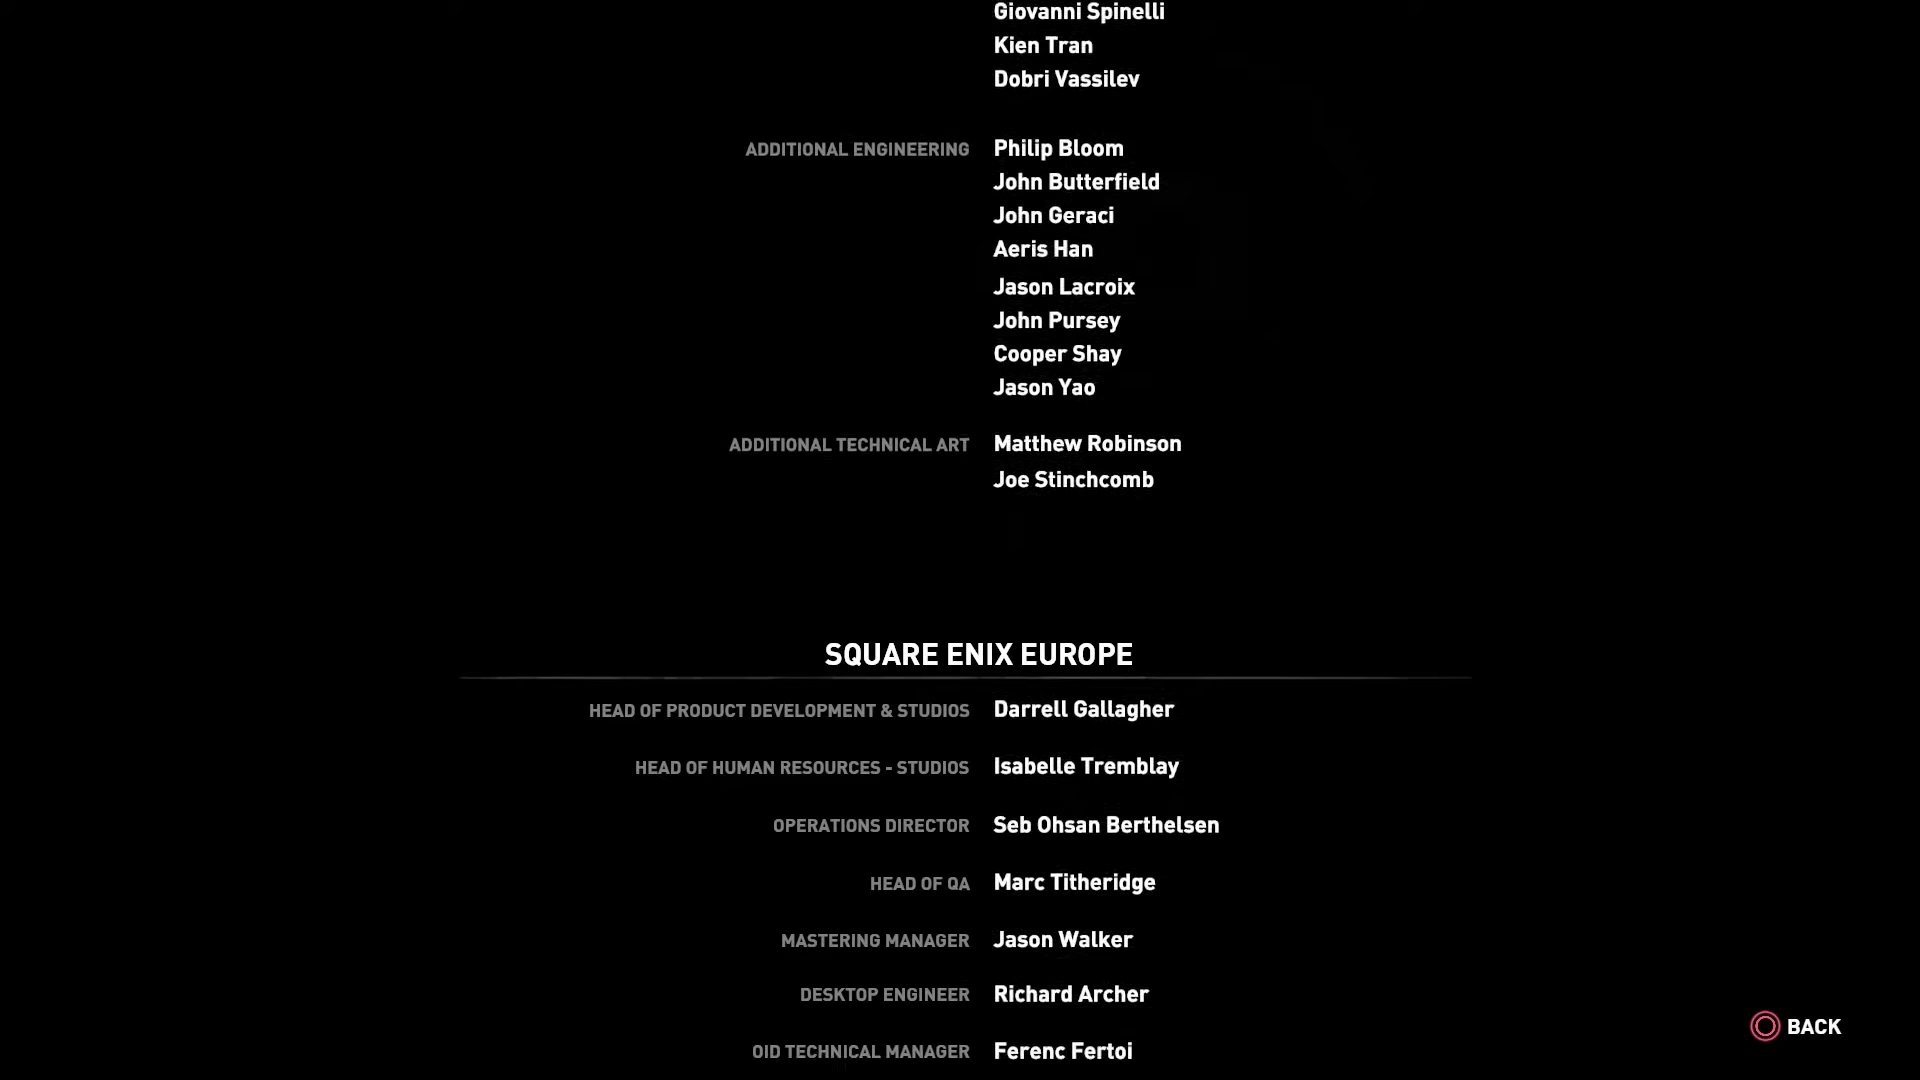 Giovanni Spinelli
Kien Tran
Dobri Vassilev
ADDITIONAL ENGINEERING Philip Bloom
John Butterfield
John Geraci
Aeris Han
Jason Lacroix
John Pursey
Cooper Shay
Jason Yao
ADDITIONAL TECHNICAL ART Matthew Robinson
Joe Stinchcomb
SQUARE ENIX EUROPE
HEAD OF PRODUCT DEVELOPMENT & STUDIOS Darrell Gallagher
HEAD OF HUMAN RESOURCES - STUDIOS Isabelle Tremblay
OPERATIONS DIRECTOR Seb Ohsan Berthelsen
HEAD OF QA Marc Titheridge
MASTERING MANAGER Jason Walker
DESKTOP ENGINEER Richard Archer
BACK
OID TECHNICAL MANAGER Ferenc Fertoi